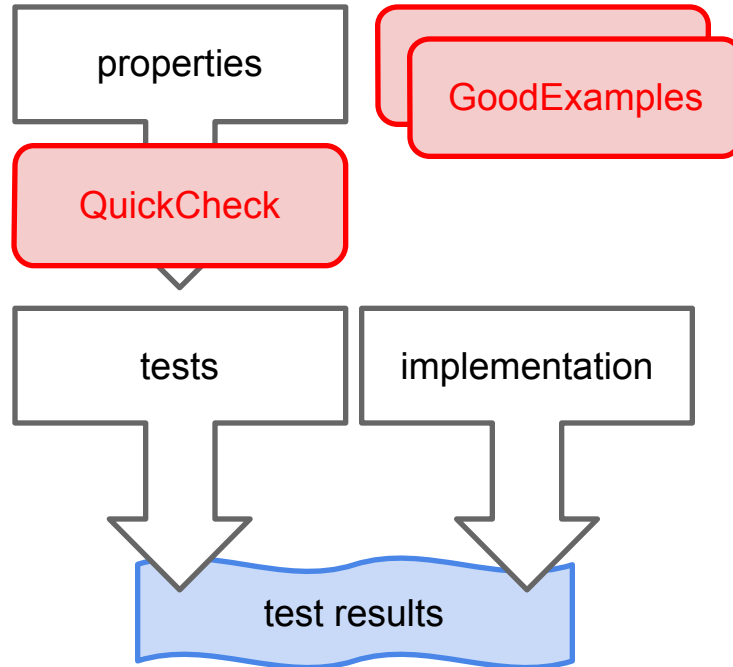 properties
GoodExamples
QuickCheck
tests
implementation
test results